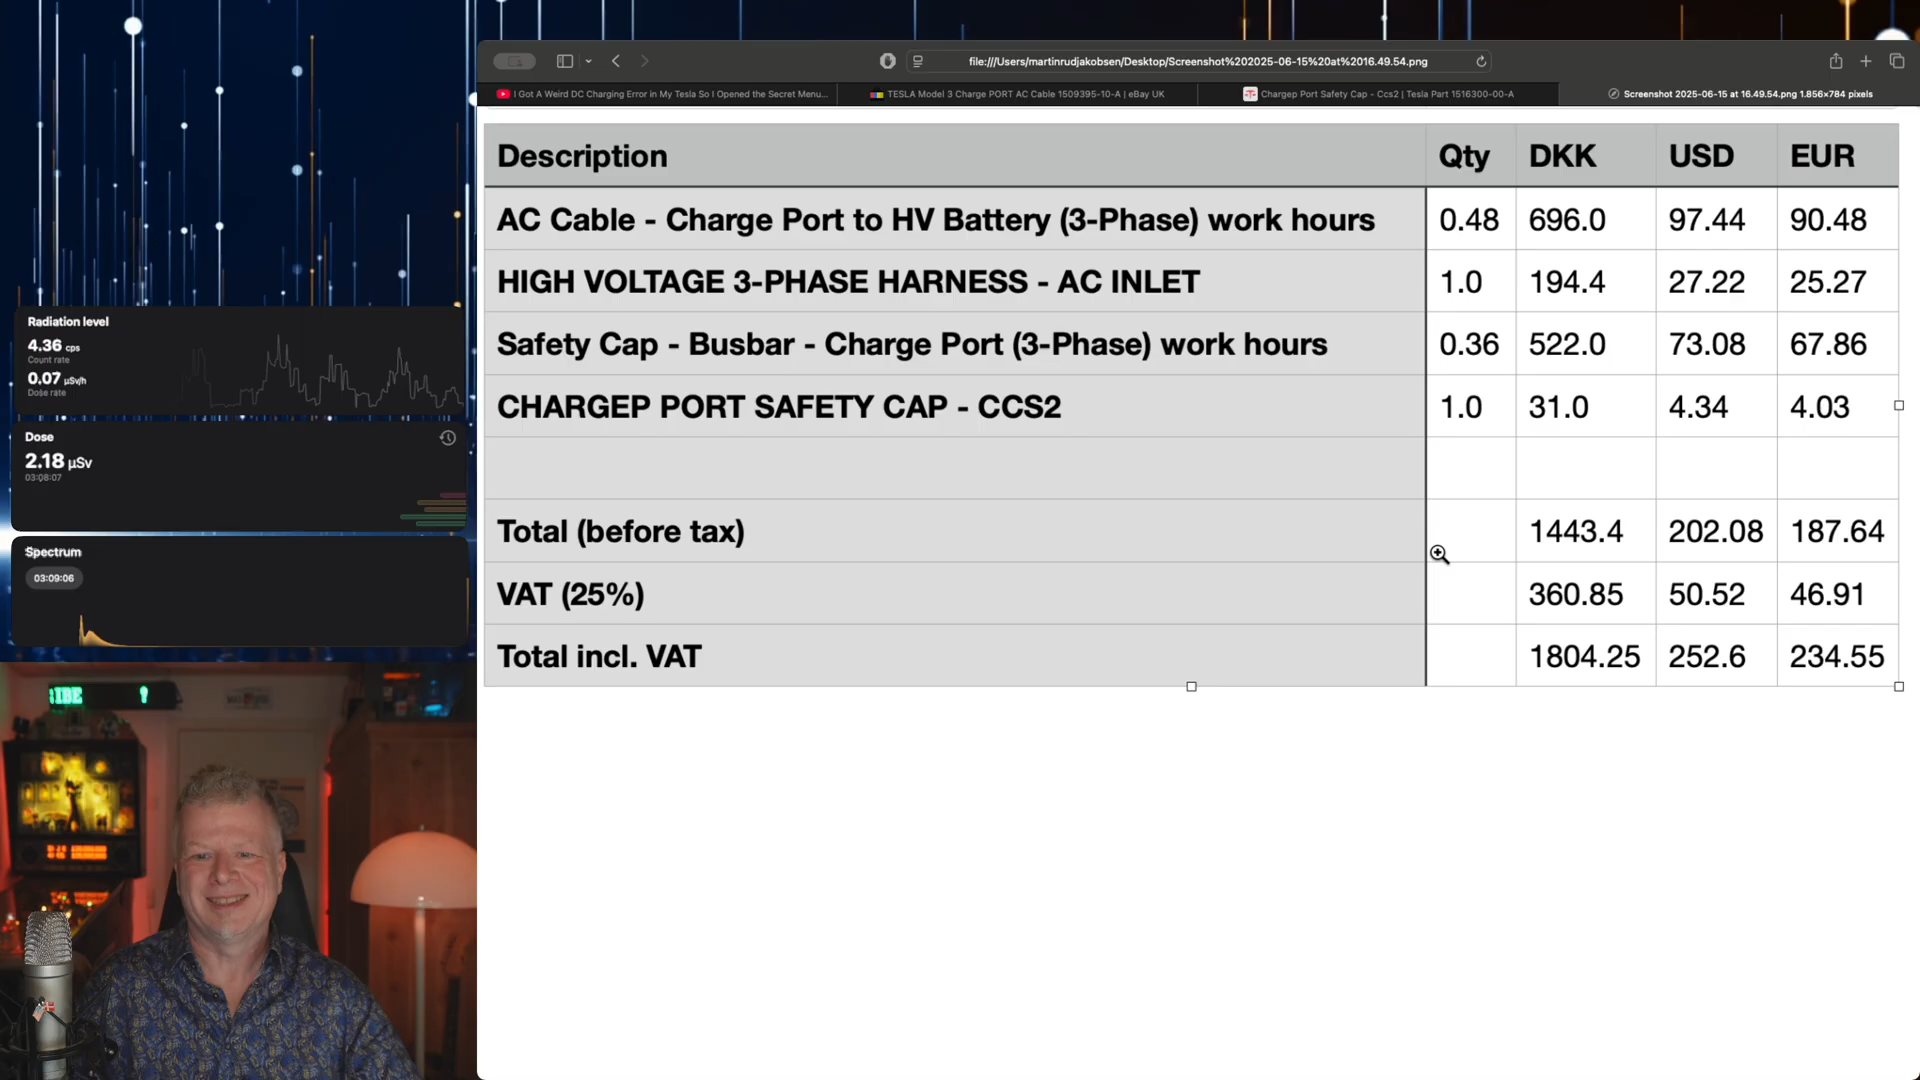 file:///Users/martinrudjakobsen/Desktop/Screenshot%202025-06-15%20at%2016.49.54.png
I Got A Weird DC Charging Error in My Tesla So I Opened the Secret Menu...
TESLA Model 3 Charge PORT AC Cable 1509395-10-A | eBay UK
Chargep Port Safety Cap - Ccs2 | Tesla Part 1516300-00-A
Screenshot 2025-06-15 at 16.49.54.png 1.856×784 pixels
Description Qty DKK USD EUR
AC Cable - Charge Port to HV Battery (3-Phase) work hours 0.48 696.0 97.44 90.48
HIGH VOLTAGE 3-PHASE HARNESS - AC INLET 1.0 194.4 27.22 25.27
Safety Cap - Busbar - Charge Port (3-Phase) work hours 0.36 522.0 73.08 67.86
CHARGEP PORT SAFETY CAP - CCS2 1.0 31.0 4.34 4.03
Total (before tax) 1443.4 202.08 187.64
VAT (25%) 360.85 50.52 46.91
Total incl. VAT 1804.25 252.6 234.55
Radiation level
4.36 cps
Count rate
0.07 µSv/h
Dose rate
Dose
2.18 µSv
03:06:07
Spectrum
03:09:06
IBE !